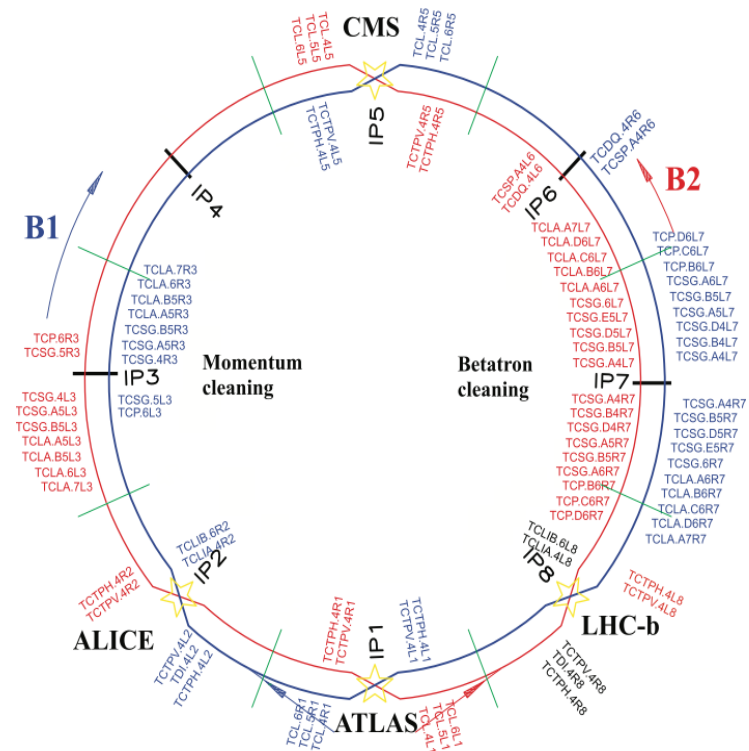 CMS
TCL.4L5
TCL.5L5
TCL.6L5
TCL.4R5
TCL.5R5
TCL.6R5
IP5
TCTPV.4L5
TCTPH.4L5
TCTPV.4R5
TCTPH.4R5
TCDQ.4R6
TCSP.A4R6
TCSP.A4L6
TCDQ.4L6
IP6
IP4
B1
B2
TCLA.A7L7
TCLA.D6L7
TCLA.C6L7
TCLA.B6L7
TCLA.A6L7
TCSG.6L7
TCSG.E5L7
TCSG.D5L7
TCSG.B5L7
TCSG.A4L7
TCP.D6L7
TCP.C6L7
TCP.B6L7
TCSG.A6L7
TCSG.B5L7
TCSG.A5L7
TCSG.D4L7
TCSG.B4L7
TCSG.A4L7
TCLA.7R3
TCLA.6R3
TCLA.B5R3
TCLA.A5R3
TCSG.B5R3
TCSG.A5R3
TCSG.4R3
TCP.6R3
TCSG.5R3
IP3
Momentum
cleaning
Betatron
cleaning
IP7
TCSG.5L3
TCP.6L3
TCSG.4L3
TCSG.A5L3
TCSG.B5L3
TCLA.A5L3
TCLA.B5L3
TCLA.6L3
TCLA.7L3
TCSG.A4R7
TCSG.B4R7
TCSG.D4R7
TCSG.A5R7
TCSG.B5R7
TCSG.A6R7
TCP.B6R7
TCP.C6R7
TCP.D6R7
TCSG.A4R7
TCSG.B5R7
TCSG.D5R7
TCSG.E5R7
TCSG.6R7
TCLA.A6R7
TCLA.B6R7
TCLA.C6R7
TCLA.D6R7
TCLA.A7R7
TCLIB.6R2
TCLIA.4R2
IP2
TCTPH.4R2
TCTPV.4R2
ALICE
TCTPV.4L2
TDI.4L2
TCTPH.4L2
TCLIB.6L8
TCLIA.4L8
IP8
TCTPH.4L8
TCTPV.4L8
LHC-b
TCTPV.4R8
TDI.4R8
TCTPH.4R8
TCTPH.4R1
TCTPV.4R1
IP1
TCTPH.4L1
TCTPV.4L1
TCL.6R1
TCL.5R1
TCL.4R1
ATLAS
TCL.6L1
TCL.5L1
TCL.4L1